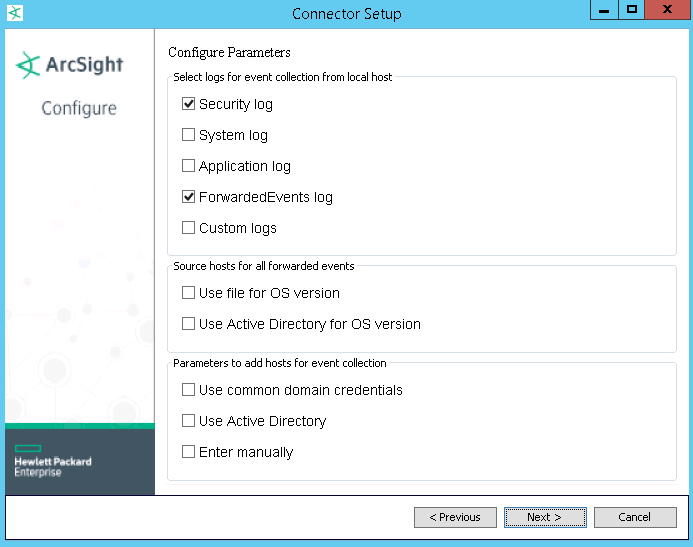 Connector Setup
ArcSight
Configure
Configure Parameters
Select logs for event collection from local host
Security log
System log
Application log
ForwardedEvents log
Custom logs
Source hosts for all forwarded events
Use file for OS version
Use Active Directory for OS version
Parameters to add hosts for event collection
Use common domain credentials
Use Active Directory
Enter manually
Hewlett Packard
Enterprise
< Previous
Next >
Cancel